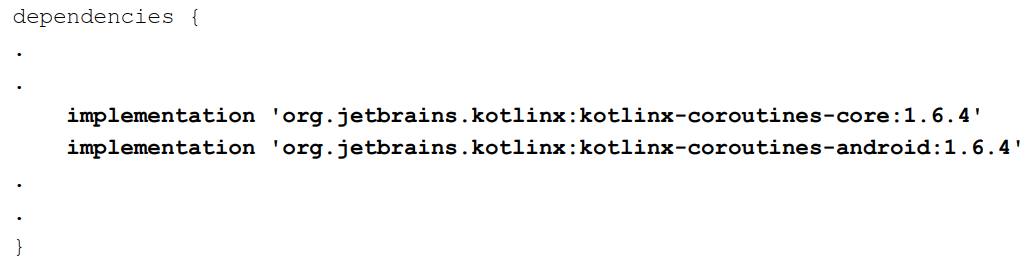 dependencies {
.
.
    implementation 'org.jetbrains.kotlinx:kotlinx-coroutines-core:1.6.4'
    implementation 'org.jetbrains.kotlinx:kotlinx-coroutines-android:1.6.4'
.
.
}